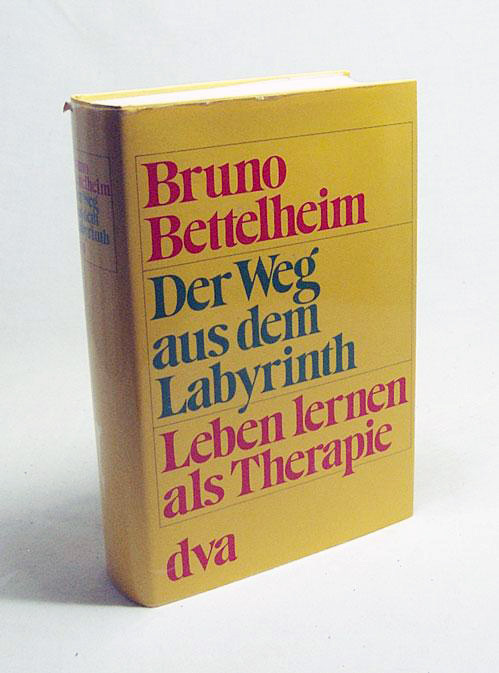 Bruno
Bettelheim
Der Weg
aus dem
Labyrinth
Leben lernen
als Therapie
dva